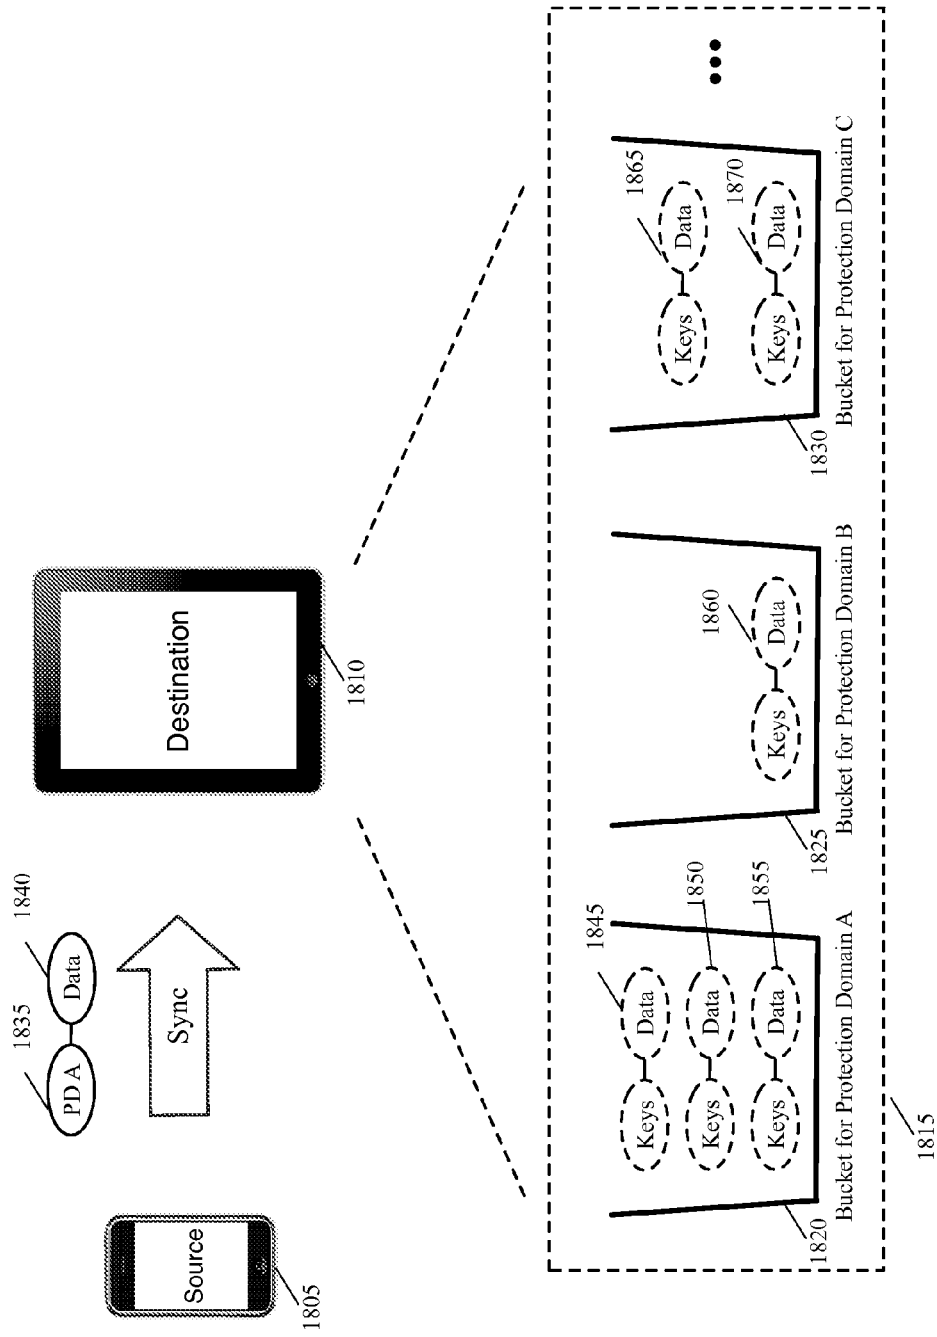 1835
1840
PD A
Data
Sync
Source
1805
Destination
1810
1845
Keys
Data
1850
Keys
Data
1855
Keys
Data
1820
Bucket for Protection Domain A
1860
Keys
Data
1825
Bucket for Protection Domain B
1865
Keys
Data
1870
Keys
Data
1830
Bucket for Protection Domain C
1815